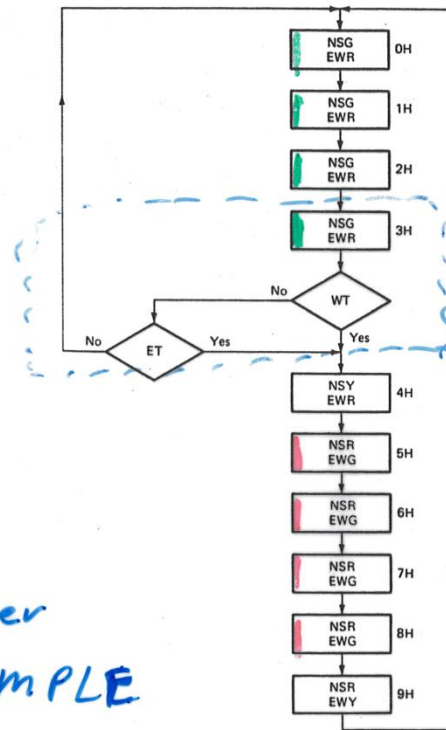 NSG
EWR
0H
NSG
EWR
1H
NSG
EWR
2H
NSG
EWR
3H
No
WT
No
ET
Yes
Yes
NSY
EWR
4H
NSR
EWG
5H
NSR
EWG
6H
NSR
EWG
7H
NSR
EWG
8H
NSR
EWY
9H
er
MPLE